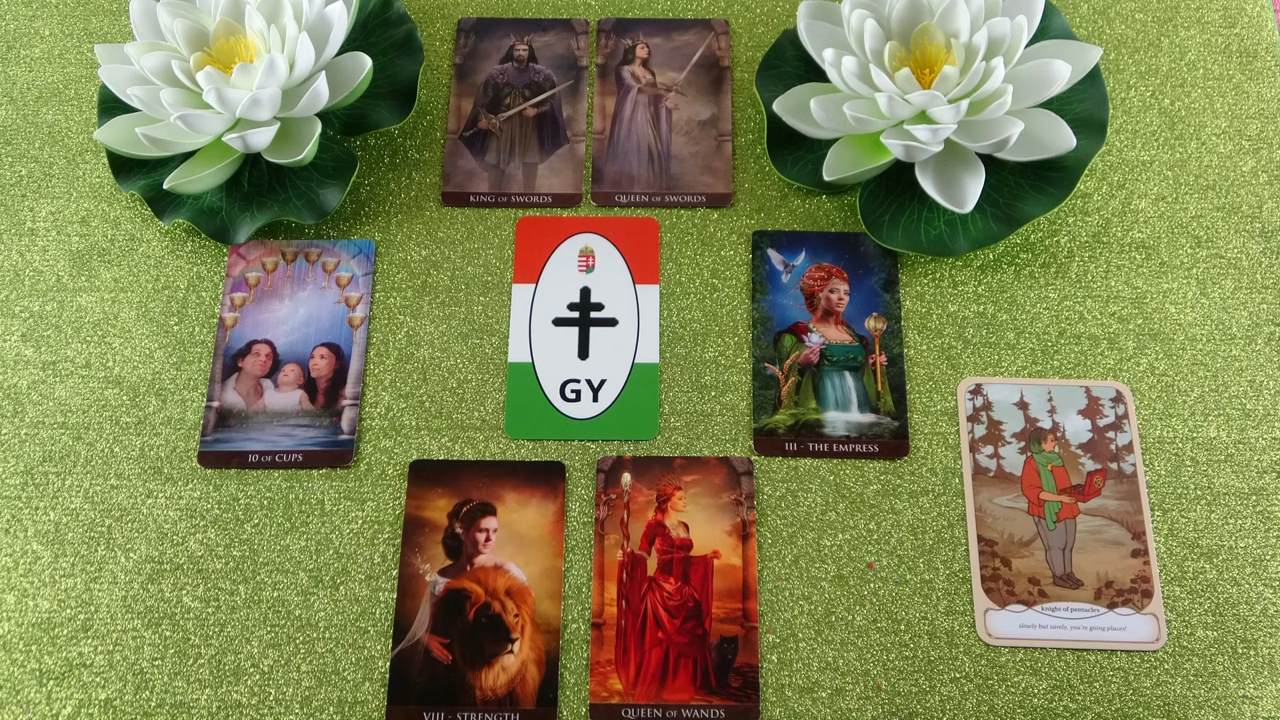 KING OF SWORDS
QUEEN OF SWORDS
GY
10 OF CUPS
III - THE EMPRESS
VIII - STRENGTH
QUEEN OF WANDS
knight of pentacles
slowly but surely, you're going places!